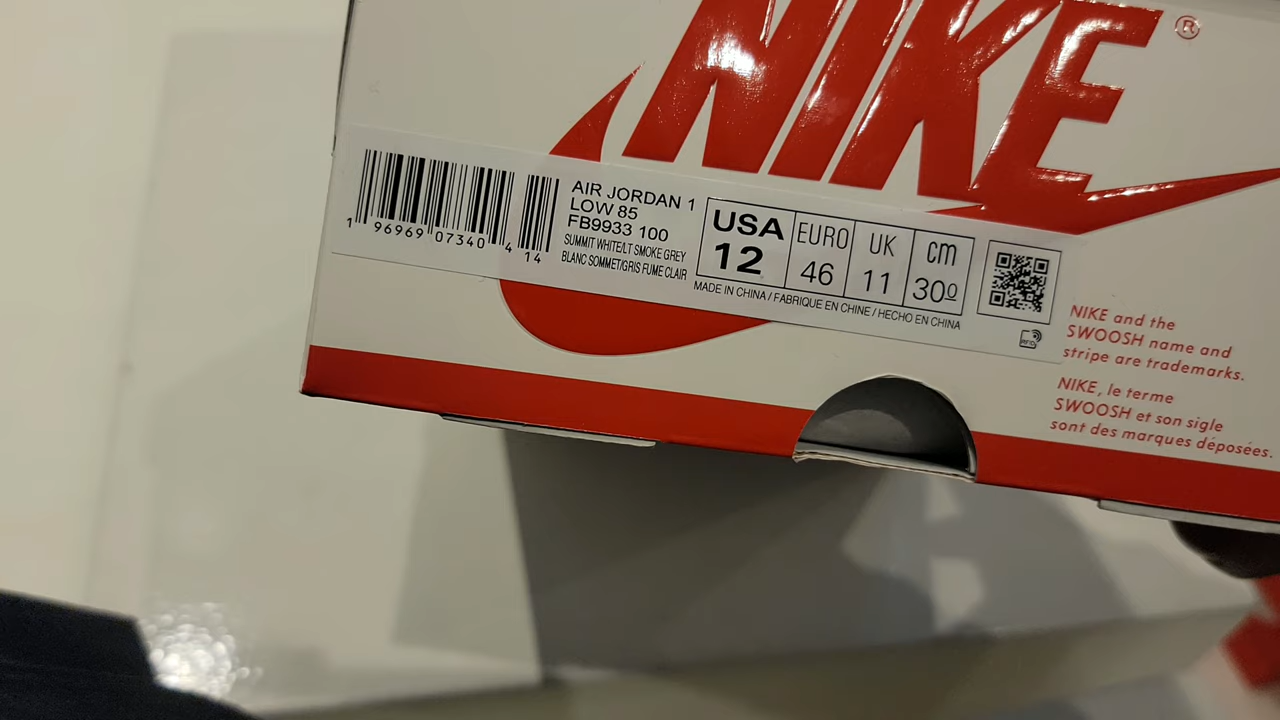 NIKE®
AIR JORDAN 1
LOW 85
FB9933 100
SUMMIT WHITE/LT SMOKE GREY
BLANC SOMMET/GRIS FUME CLAIR
1 96969 07340 4 14
USA 12
EURO 46
UK 11
cm 30º
MADE IN CHINA / FABRIQUE EN CHINE / HECHO EN CHINA
RFID
NIKE and the
SWOOSH name and
stripe are trademarks.
NIKE, le terme
SWOOSH et son sigle
sont des marques déposées.